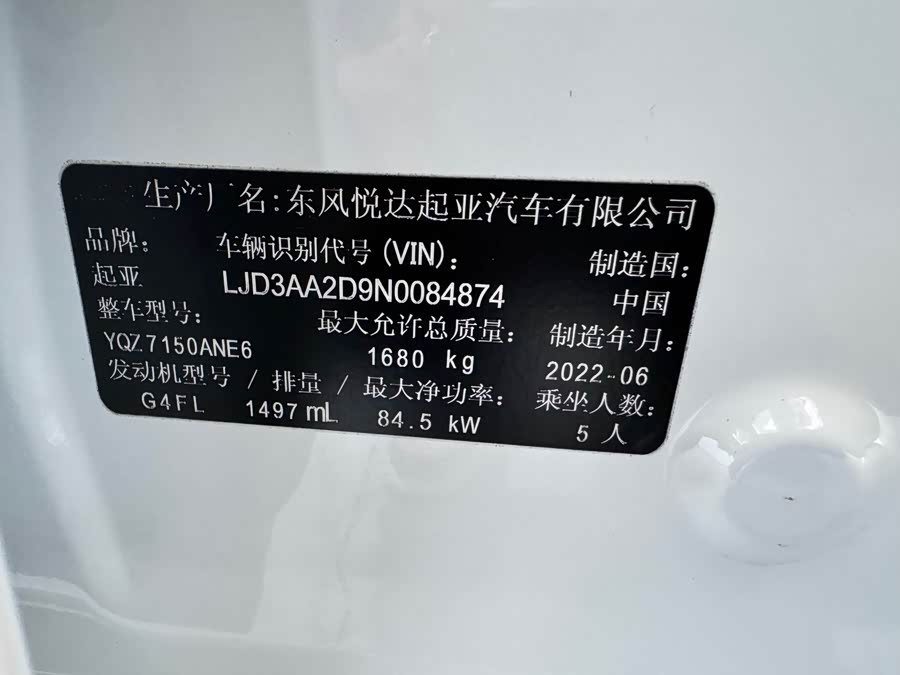 生产厂名:东风悦达起亚汽车有限公司
品牌: 车辆识别代号(VIN): 制造国:
起亚 LJD3AA2D9N0084874 中国
整车型号: 最大允许总质量: 制造年月:
YQZ7150ANE6 1680 kg 2022-06
发动机型号 / 排量 / 最大净功率: 乘坐人数:
G4FL 1497 mL 84.5 kW 5 人